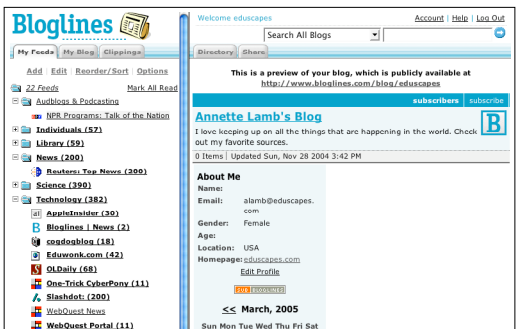 Bloglines
My Feeds My Blog Clippings
Add | Edit | Reorder/Sort | Options
22 Feeds Mark All Read
Audblogs & Podcasting
NPR Programs: Talk of the Nation
Individuals (57)
Library (59)
News (200)
Reuters: Top News (200)
Science (390)
Technology (382)
AppleInsider (30)
Bloglines | News (2)
cogdogblog (18)
Eduwonk.com (42)
OLDaily (68)
One-Trick CyberPony (11)
Slashdot: (200)
WebQuest News
WebQuest Portal (11)
Welcome eduscapes Account | Help | Log Out
Search All Blogs
Directory Share
This is a preview of your blog, which is publicly available at
http://www.bloglines.com/blog/eduscapes
subscribers subscribe
Annette Lamb's Blog
I love keeping up on all the things that are happening in the world. Check
out my favorite sources.
B
0 Items | Updated Sun, Nov 28 2004 3:42 PM
About Me
Name:
Email: alamb@eduscapes.
com
Gender: Female
Age:
Location: USA
Homepage: eduscapes.com
Edit Profile
SUB BLOGLINES
<< March, 2005
Sun Mon Tue Wed Thu Fri Sat